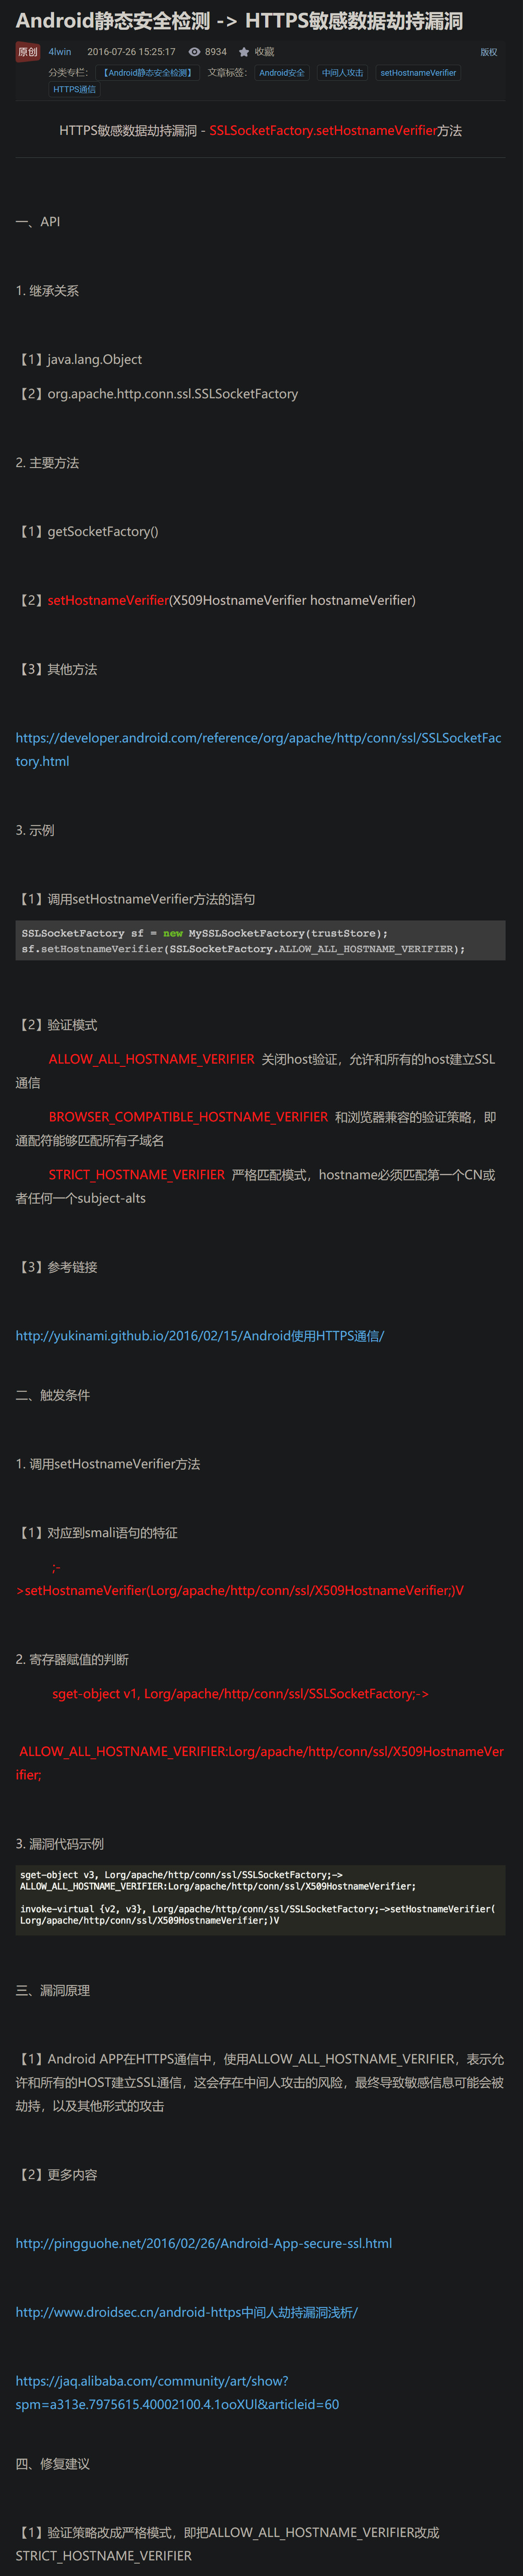 Android静态安全检测 -> HTTPS敏感数据劫持漏洞
原创 4lwin 2016-07-26 15:25:17 8934 收藏 版权
分类专栏： 【Android静态安全检测】 文章标签： Android安全 中间人攻击 setHostnameVerifier
HTTPS通信
HTTPS敏感数据劫持漏洞 - SSLSocketFactory.setHostnameVerifier方法
一、API
1. 继承关系
【1】java.lang.Object
【2】org.apache.http.conn.ssl.SSLSocketFactory
2. 主要方法
【1】getSocketFactory()
【2】setHostnameVerifier(X509HostnameVerifier hostnameVerifier)
【3】其他方法
https://developer.android.com/reference/org/apache/http/conn/ssl/SSLSocketFac
tory.html
3. 示例
【1】调用setHostnameVerifier方法的语句
SSLSocketFactory sf = new MySSLSocketFactory(trustStore);
sf.setHostnameVerifier(SSLSocketFactory.ALLOW_ALL_HOSTNAME_VERIFIER);
【2】验证模式
ALLOW_ALL_HOSTNAME_VERIFIER 关闭host验证，允许和所有的host建立SSL
通信
BROWSER_COMPATIBLE_HOSTNAME_VERIFIER 和浏览器兼容的验证策略，即
通配符能够匹配所有子域名
STRICT_HOSTNAME_VERIFIER 严格匹配模式，hostname必须匹配第一个CN或
者任何一个subject-alts
【3】参考链接
http://yukinami.github.io/2016/02/15/Android使用HTTPS通信/
二、触发条件
1. 调用setHostnameVerifier方法
【1】对应到smali语句的特征
;-
>setHostnameVerifier(Lorg/apache/http/conn/ssl/X509HostnameVerifier;)V
2. 寄存器赋值的判断
sget-object v1, Lorg/apache/http/conn/ssl/SSLSocketFactory;->
ALLOW_ALL_HOSTNAME_VERIFIER:Lorg/apache/http/conn/ssl/X509HostnameVer
ifier;
3. 漏洞代码示例
sget-object v3, Lorg/apache/http/conn/ssl/SSLSocketFactory;->
ALLOW_ALL_HOSTNAME_VERIFIER:Lorg/apache/http/conn/ssl/X509HostnameVerifier;
invoke-virtual {v2, v3}, Lorg/apache/http/conn/ssl/SSLSocketFactory;->setHostnameVerifier(
Lorg/apache/http/conn/ssl/X509HostnameVerifier;)V
三、漏洞原理
【1】Android APP在HTTPS通信中，使用ALLOW_ALL_HOSTNAME_VERIFIER，表示允
许和所有的HOST建立SSL通信，这会存在中间人攻击的风险，最终导致敏感信息可能会被
劫持，以及其他形式的攻击
【2】更多内容
http://pingguohe.net/2016/02/26/Android-App-secure-ssl.html
http://www.droidsec.cn/android-https中间人劫持漏洞浅析/
https://jaq.alibaba.com/community/art/show?
spm=a313e.7975615.40002100.4.1ooXUl&articleid=60
四、修复建议
【1】验证策略改成严格模式，即把ALLOW_ALL_HOSTNAME_VERIFIER改成
STRICT_HOSTNAME_VERIFIER